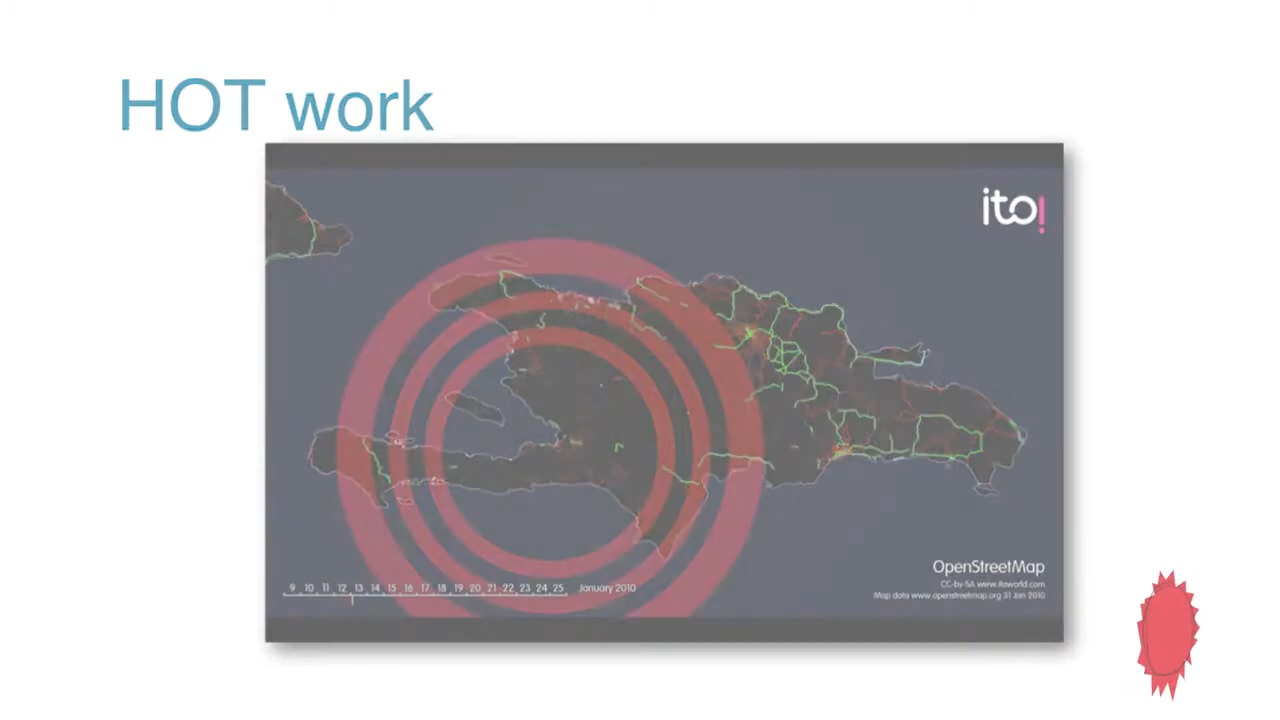 HOT work
ito!
OpenStreetMap
CC-by-SA www.itoworld.com
Map data www.openstreetmap.org 31 Jan 2010
9 10 11 12 13 14 15 16 17 18 19 20 21 22 23 24 25 January 2010